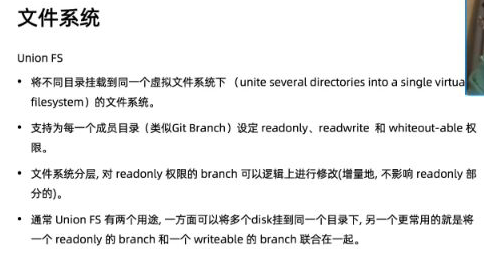 文件系统
Union FS
• 将不同目录挂载到同一个虚拟文件系统下 （unite several directories into a single virtua
filesystem）的文件系统。
• 支持为每一个成员目录（类似Git Branch）设定 readonly、readwrite 和 whiteout-able 权
限。
• 文件系统分层, 对 readonly 权限的 branch 可以逻辑上进行修改(增量地, 不影响 readonly 部
分的)。
• 通常 Union FS 有两个用途, 一方面可以将多个disk挂到同一个目录下, 另一个更常用的就是将
一个 readonly 的 branch 和一个 writeable 的 branch 联合在一起。